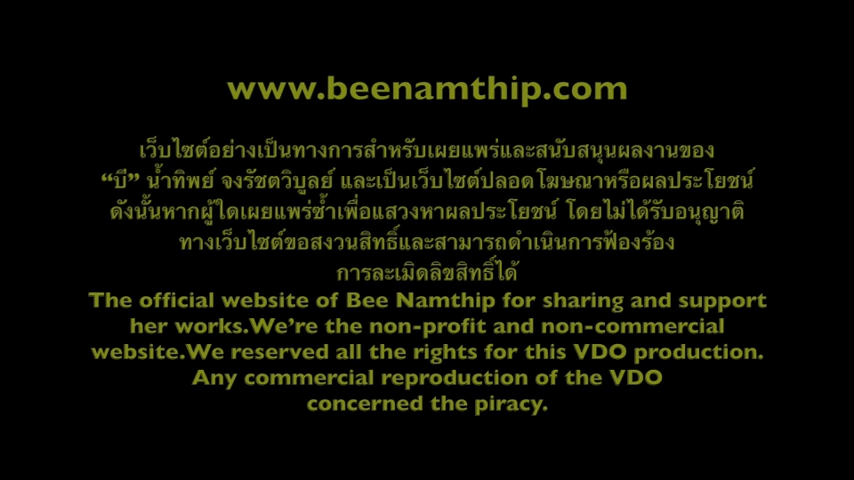 www.beenamthip.com
เว็บไซต์อย่างเป็นทางการสำหรับเผยแพร่และสนับสนุนผลงานของ
“บี” น้ำทิพย์ จงรัชตวิบูลย์ และเป็นเว็บไซต์ปลอดโฆษณาหรือผลประโยชน์
ดังนั้นหากผู้ใดเผยแพร่ซ้ำเพื่อแสวงหาผลประโยชน์ โดยไม่ได้รับอนุญาติ
ทางเว็บไซต์ขอสงวนสิทธิ์และสามารถดำเนินการฟ้องร้อง
การละเมิดลิขสิทธิ์ได้
The official website of Bee Namthip for sharing and support
her works.We’re the non-profit and non-commercial
website.We reserved all the rights for this VDO production.
Any commercial reproduction of the VDO
concerned the piracy.